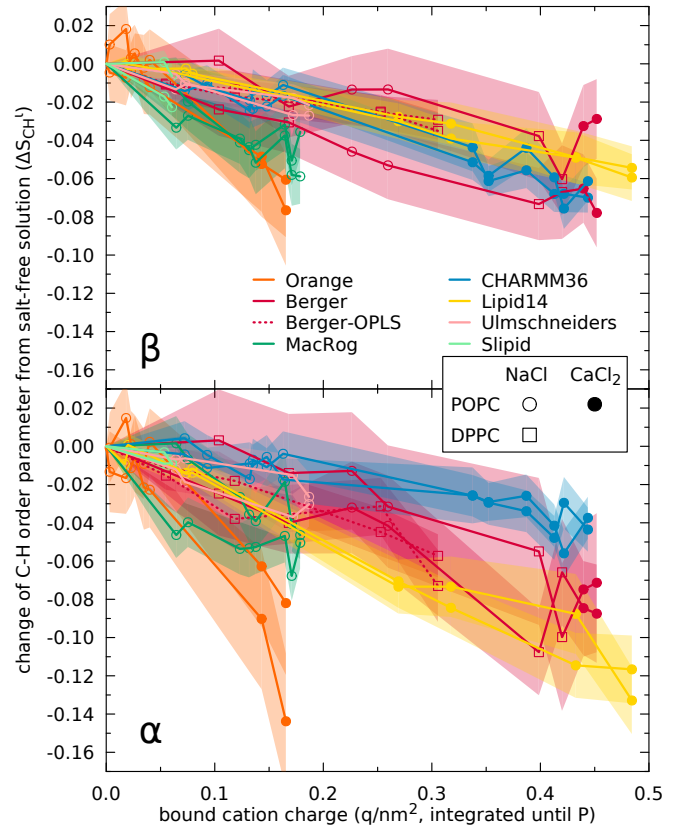 change of C-H order parameter from salt-free solution (ΔS_CH^i)
0.02
0.00
-0.02
-0.04
-0.06
-0.08
-0.10
-0.12
-0.14
-0.16
Orange
Berger
Berger-OPLS
MacRog
CHARMM36
Lipid14
Ulmschneiders
Slipid
β
NaCl CaCl₂
POPC
DPPC
0.02
0.00
-0.02
-0.04
-0.06
-0.08
-0.10
-0.12
-0.14
-0.16
α
0.0 0.1 0.2 0.3 0.4 0.5
bound cation charge (q/nm², integrated until P)